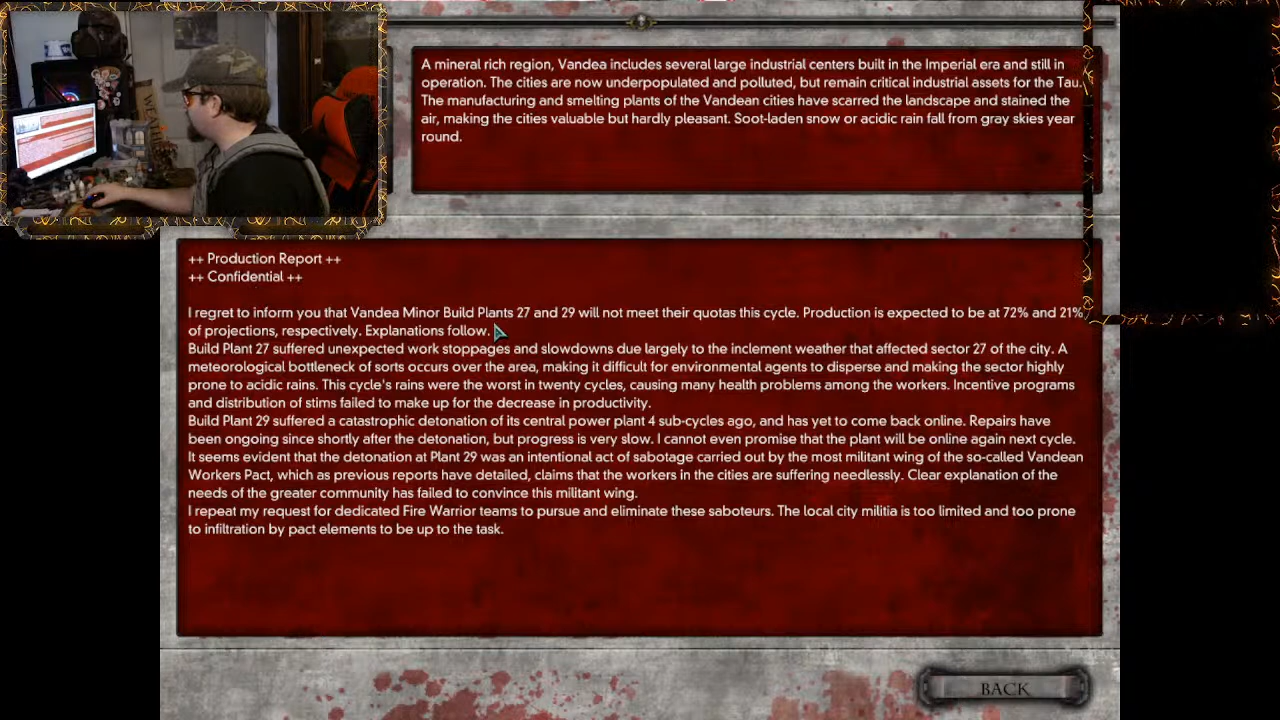 A mineral rich region, Vandea includes several large industrial centers built in the Imperial era and still in
operation. The cities are now underpopulated and polluted, but remain critical industrial assets for the Tau.
The manufacturing and smelting plants of the Vandean cities have scarred the landscape and stained the
air, making the cities valuable but hardly pleasant. Soot-laden snow or acidic rain fall from gray skies year
round.
++ Production Report ++
++ Confidential ++
I regret to inform you that Vandea Minor Build Plants 27 and 29 will not meet their quotas this cycle. Production is expected to be at 72% and 21%
of projections, respectively. Explanations follow.
Build Plant 27 suffered unexpected work stoppages and slowdowns due largely to the inclement weather that affected sector 27 of the city. A
meteorological bottleneck of sorts occurs over the area, making it difficult for environmental agents to disperse and making the sector highly
prone to acidic rains. This cycle's rains were the worst in twenty cycles, causing many health problems among the workers. Incentive programs
and distribution of stims failed to make up for the decrease in productivity.
Build Plant 29 suffered a catastrophic detonation of its central power plant 4 sub-cycles ago, and has yet to come back online. Repairs have
been ongoing since shortly after the detonation, but progress is very slow. I cannot even promise that the plant will be online again next cycle.
It seems evident that the detonation at Plant 29 was an intentional act of sabotage carried out by the most militant wing of the so-called Vandean
Workers Pact, which as previous reports have detailed, claims that the workers in the cities are suffering needlessly. Clear explanation of the
needs of the greater community has failed to convince this militant wing.
I repeat my request for dedicated Fire Warrior teams to pursue and eliminate these saboteurs. The local city militia is too limited and too prone
to infiltration by pact elements to be up to the task.
BACK